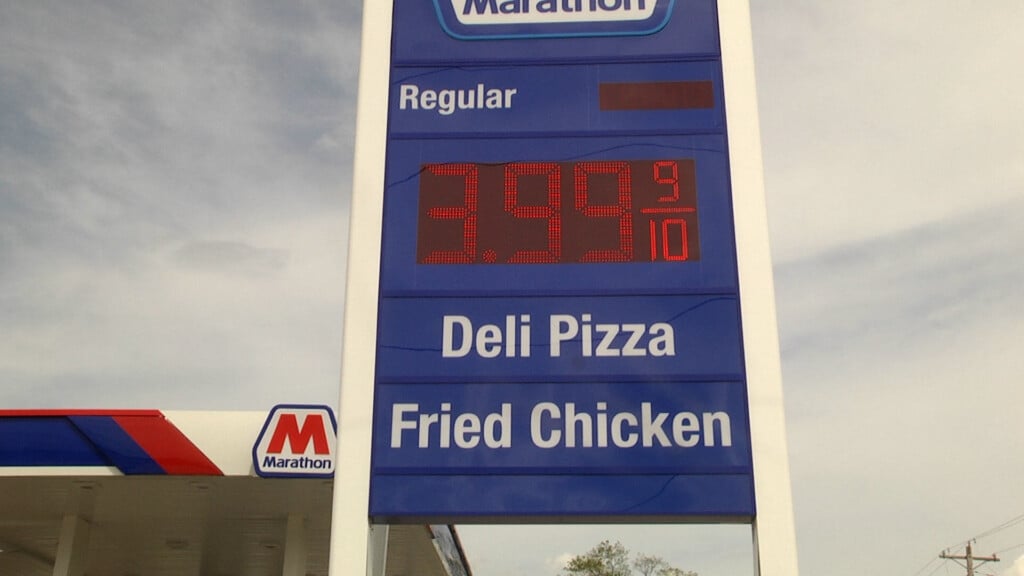 Marathon
Regular
3.99 9/10
Deli Pizza
Fried Chicken
M
Marathon